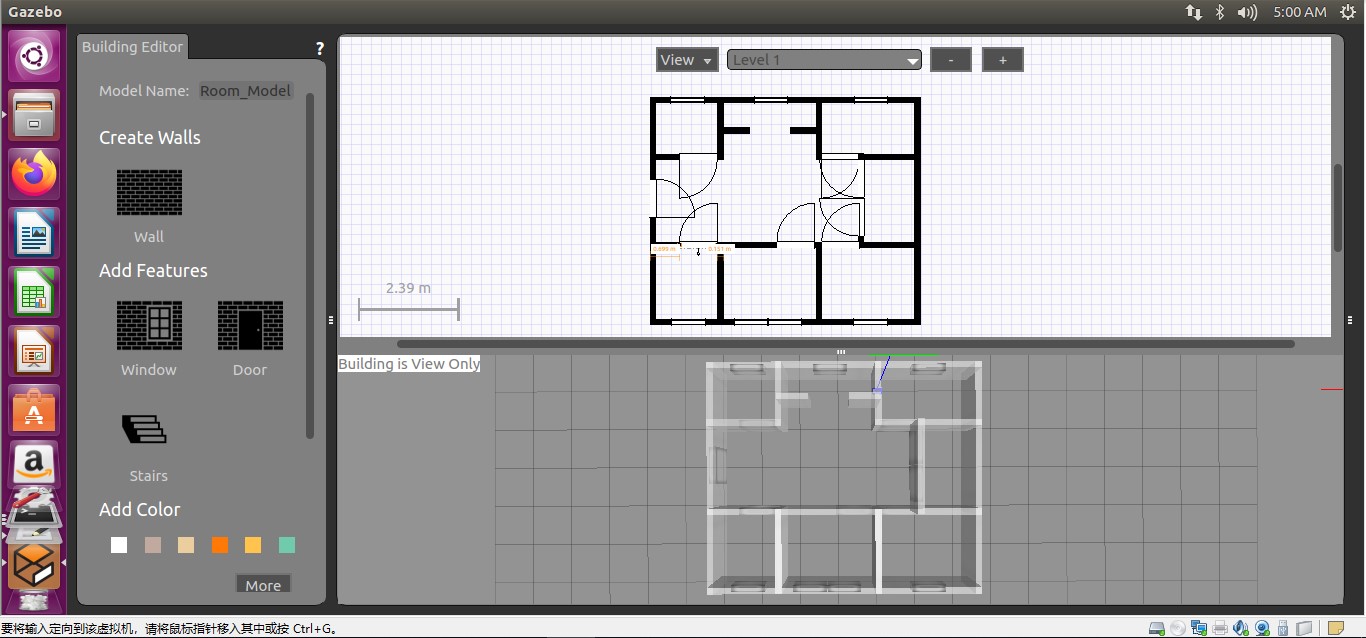 Gazebo
5:00 AM
Building Editor
?
Model Name: Room_Model
Create Walls
Wall
Add Features
Window
Door
Stairs
Add Color
More
View
Level 1
-
+
2.39 m
Building is View Only
要将输入定向到该虚拟机，请将鼠标指针移入其中或按 Ctrl+G。